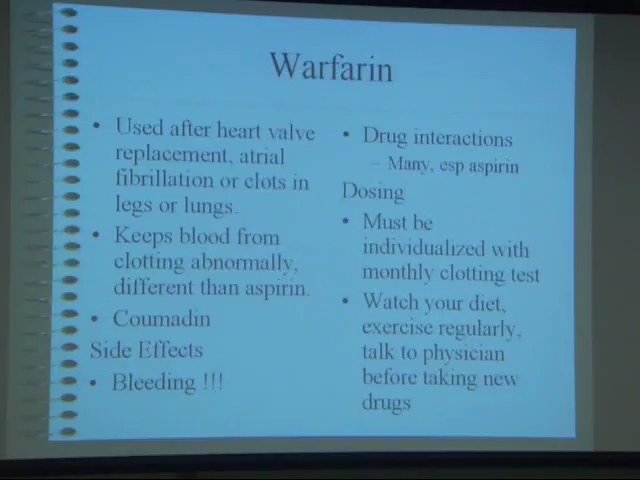 Warfarin
• Used after heart valve
replacement, atrial
fibrillation or clots in
legs or lungs.
• Keeps blood from
clotting abnormally,
different than aspirin.
• Coumadin
Side Effects
• Bleeding !!!
• Drug interactions
– Many, esp aspirin
Dosing
• Must be
individualized with
monthly clotting test
• Watch your diet,
exercise regularly,
talk to physician
before taking new
drugs